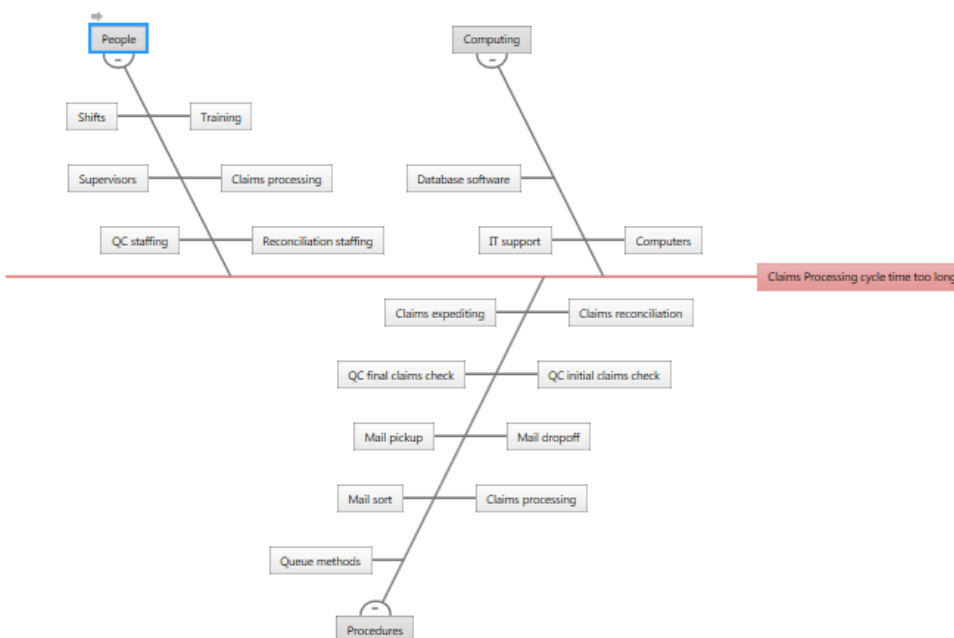 People
Computing
Shifts
Training
Supervisors
Claims processing
Database software
QC staffing
Reconciliation staffing
IT support
Computers
Claims Processing cycle time too long
Claims expediting
Claims reconciliation
QC final claims check
QC initial claims check
Mail pickup
Mail dropoff
Mail sort
Claims processing
Queue methods
Procedures